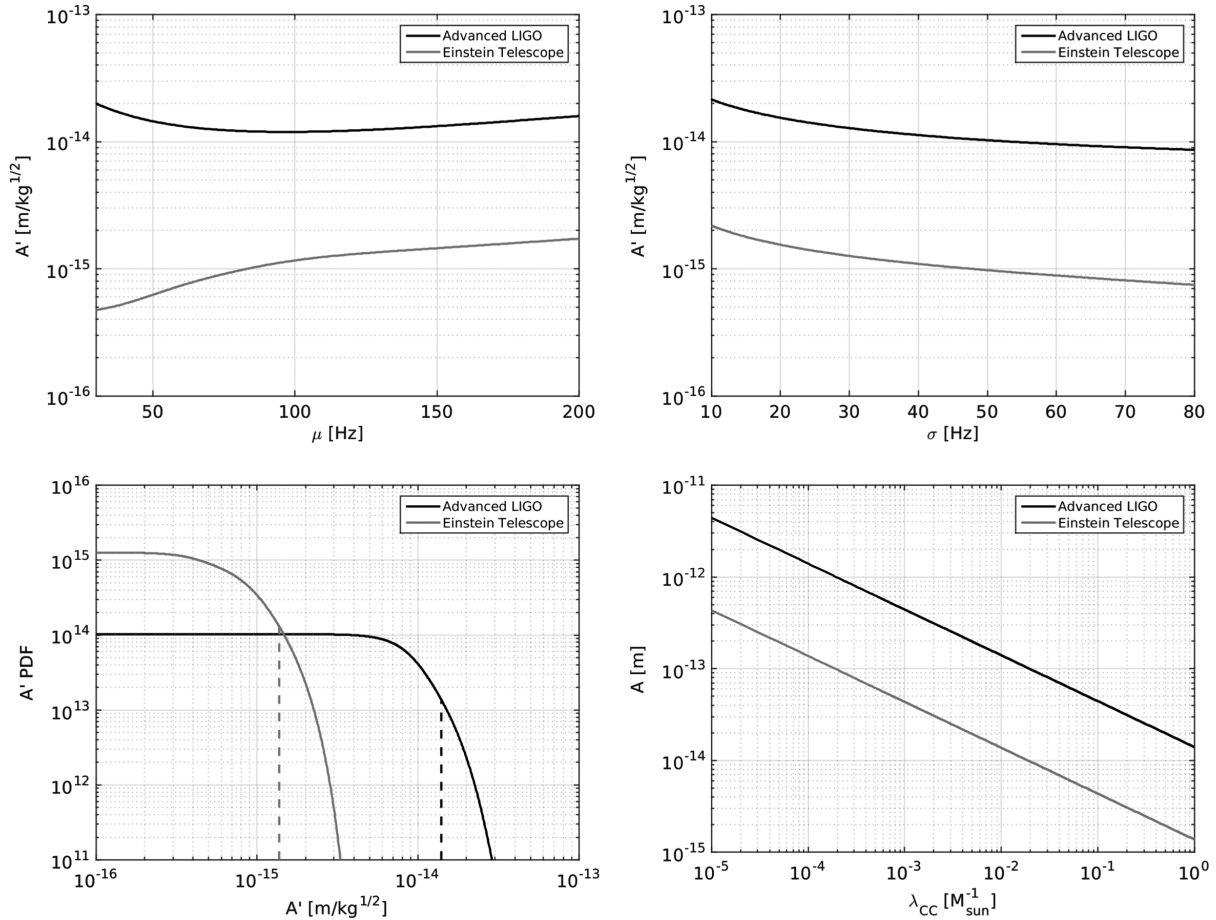 10^-13
10^-14
10^-15
10^-16
A' [m/kg^1/2]
50
100
150
200
μ [Hz]
Advanced LIGO
Einstein Telescope
10^-13
10^-14
10^-15
10^-16
A' [m/kg^1/2]
10
20
30
40
50
60
70
80
σ [Hz]
Advanced LIGO
Einstein Telescope
10^16
10^15
10^14
10^13
10^12
10^11
A' PDF
10^-16
10^-15
10^-14
10^-13
A' [m/kg^1/2]
Advanced LIGO
Einstein Telescope
10^-11
10^-12
10^-13
10^-14
10^-15
A [m]
10^-5
10^-4
10^-3
10^-2
10^-1
10^0
λ_CC [M_sun^-1]
Advanced LIGO
Einstein Telescope